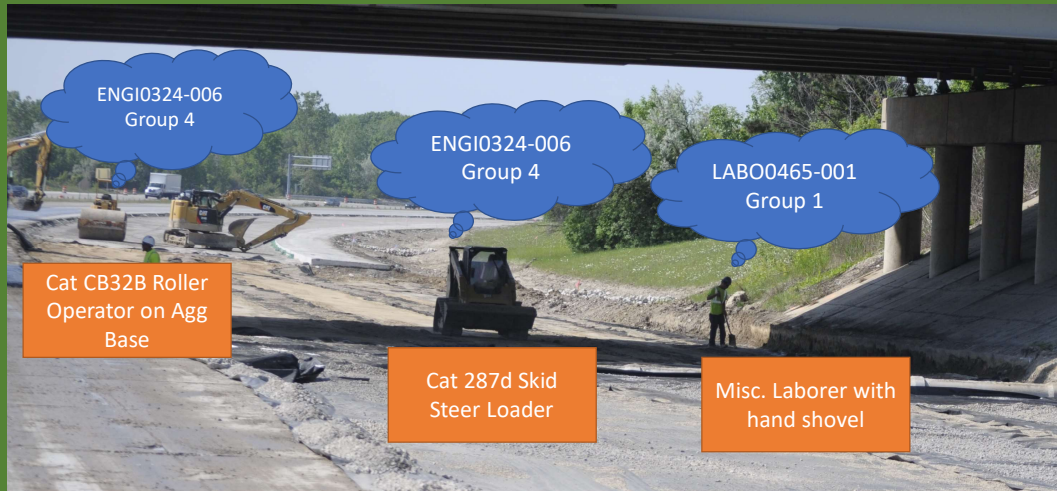 ENGI0324-006
Group 4
ENGI0324-006
Group 4
LABO0465-001
Group 1
Cat CB32B Roller
Operator on Agg
Base
Cat 287d Skid
Steer Loader
Misc. Laborer with
hand shovel